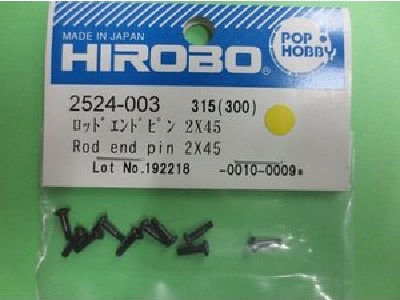 MADE IN JAPAN
HIROBO®
POP
HOBBY
2524-003 315(300)
ロッドエンドピン 2X45
Rod end pin 2X45
Lot No.192218 -0010-0009*